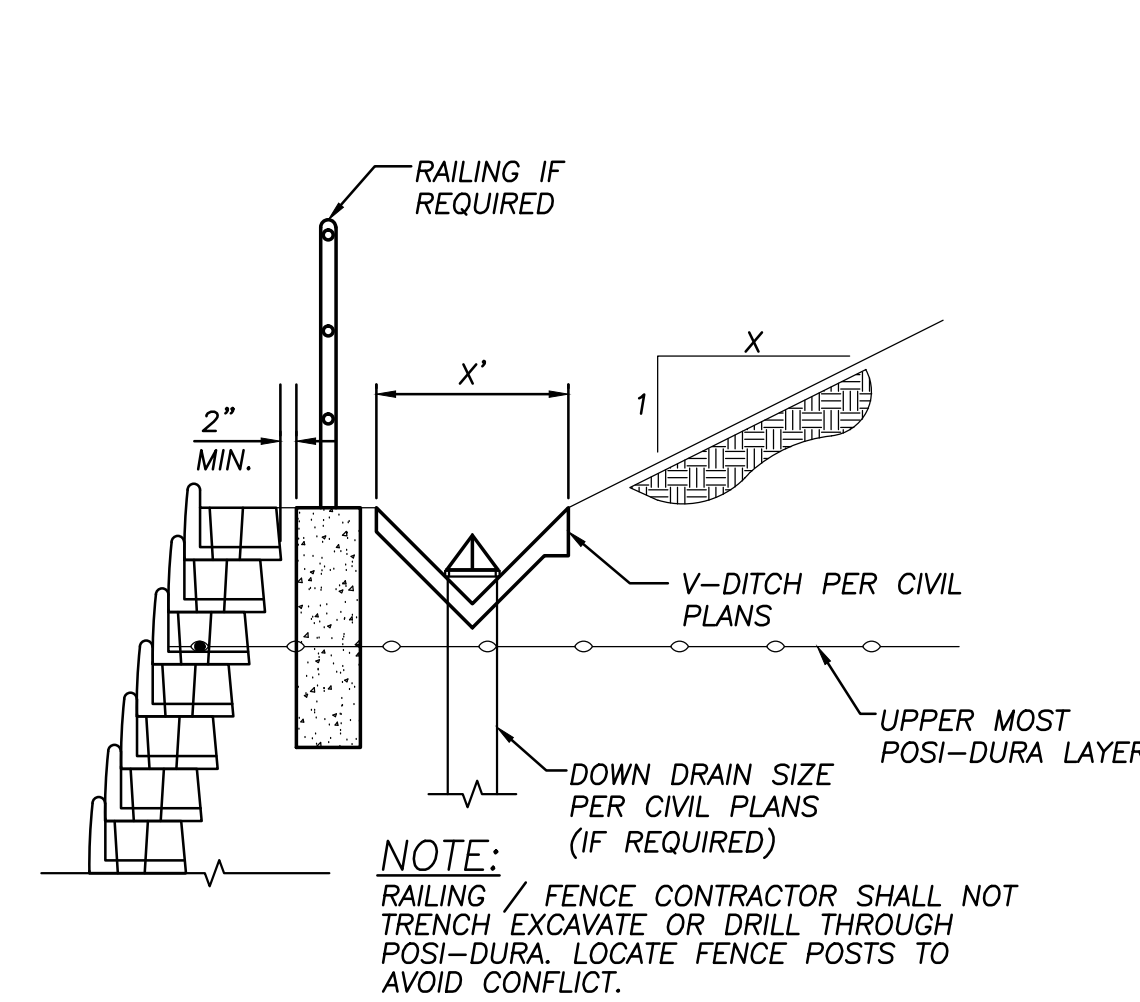 RAILING IF
REQUIRED
X
X'
1
2"
MIN.
V-DITCH PER CIVIL
PLANS
UPPER MOST
POSI-DURA LAYER
DOWN DRAIN SIZE
PER CIVIL PLANS
(IF REQUIRED)
NOTE:
RAILING / FENCE CONTRACTOR SHALL NOT
TRENCH EXCAVATE OR DRILL THROUGH
POSI-DURA. LOCATE FENCE POSTS TO
AVOID CONFLICT.